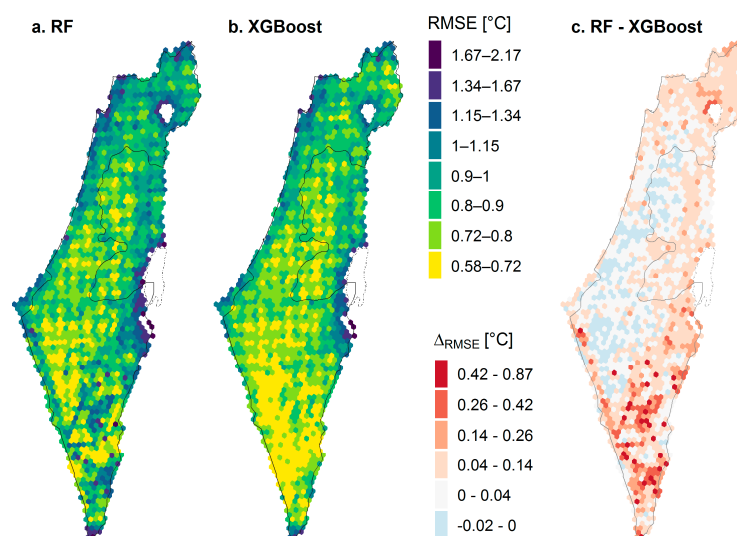 a. RF
b. XGBoost
RMSE [°C]
1.67–2.17
1.34–1.67
1.15–1.34
1–1.15
0.9–1
0.8–0.9
0.72–0.8
0.58–0.72
ΔRMSE [°C]
0.42 - 0.87
0.26 - 0.42
0.14 - 0.26
0.04 - 0.14
0 - 0.04
-0.02 - 0
c. RF - XGBoost